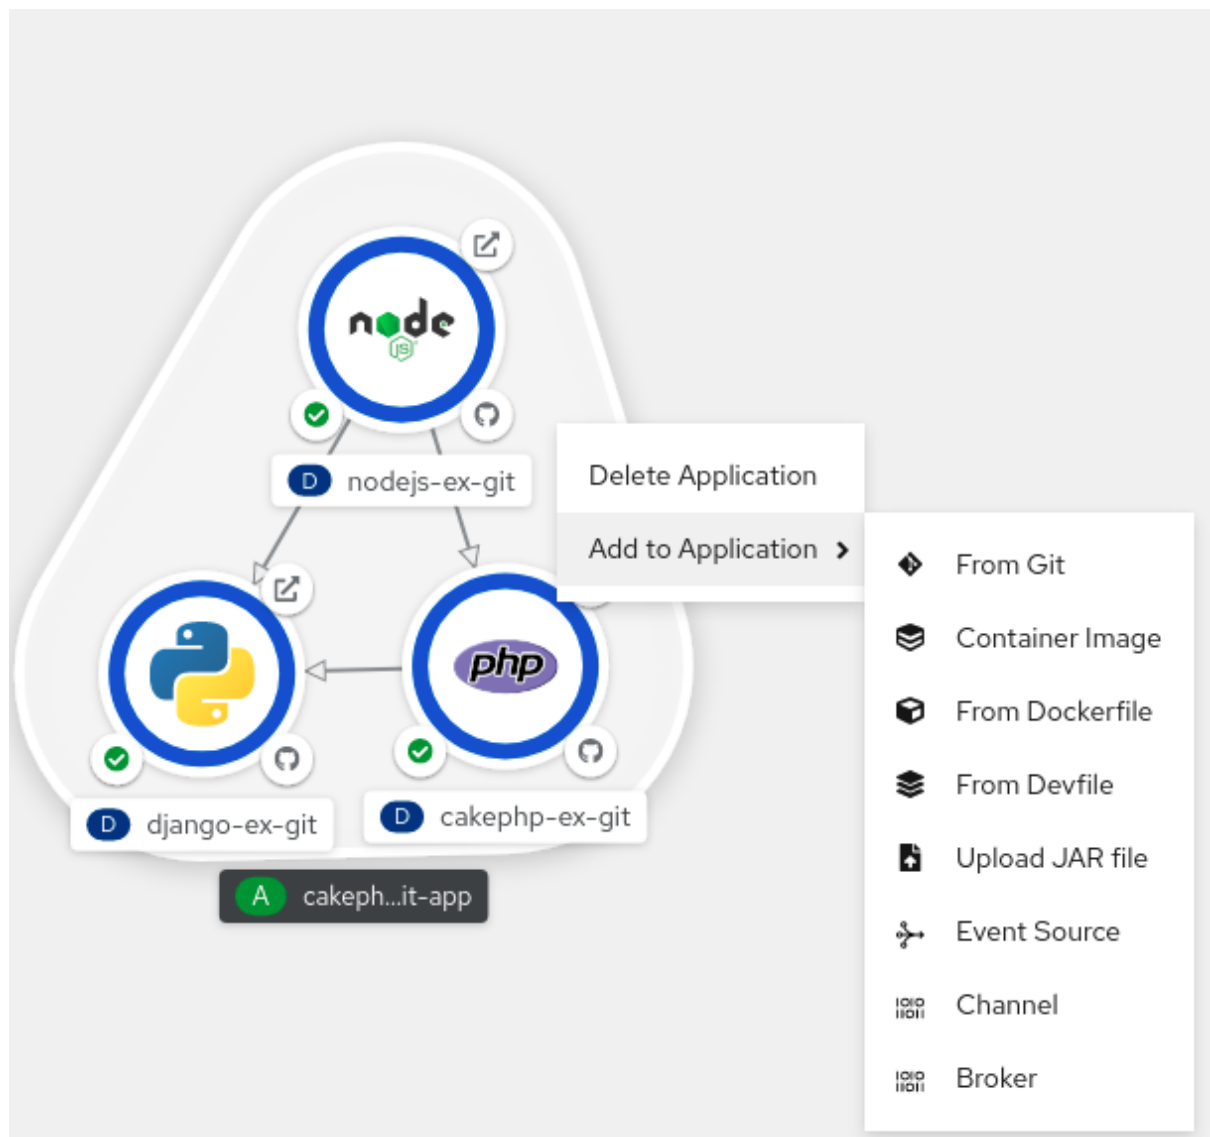 node
JS
D nodejs-ex-git
Delete Application
Add to Application
From Git
Container Image
From Dockerfile
From Devfile
Upload JAR file
Event Source
Channel
Broker
php
D django-ex-git
D cakephp-ex-git
A cakeph...it-app